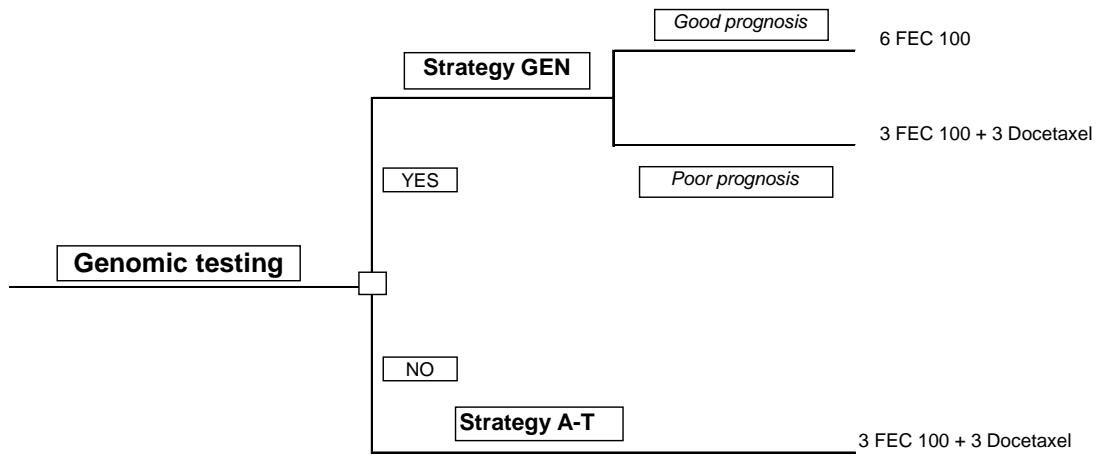 Good prognosis
6 FEC 100
Strategy GEN
3 FEC 100 + 3 Docetaxel
YES
Poor prognosis
Genomic testing
NO
Strategy A-T
3 FEC 100 + 3 Docetaxel